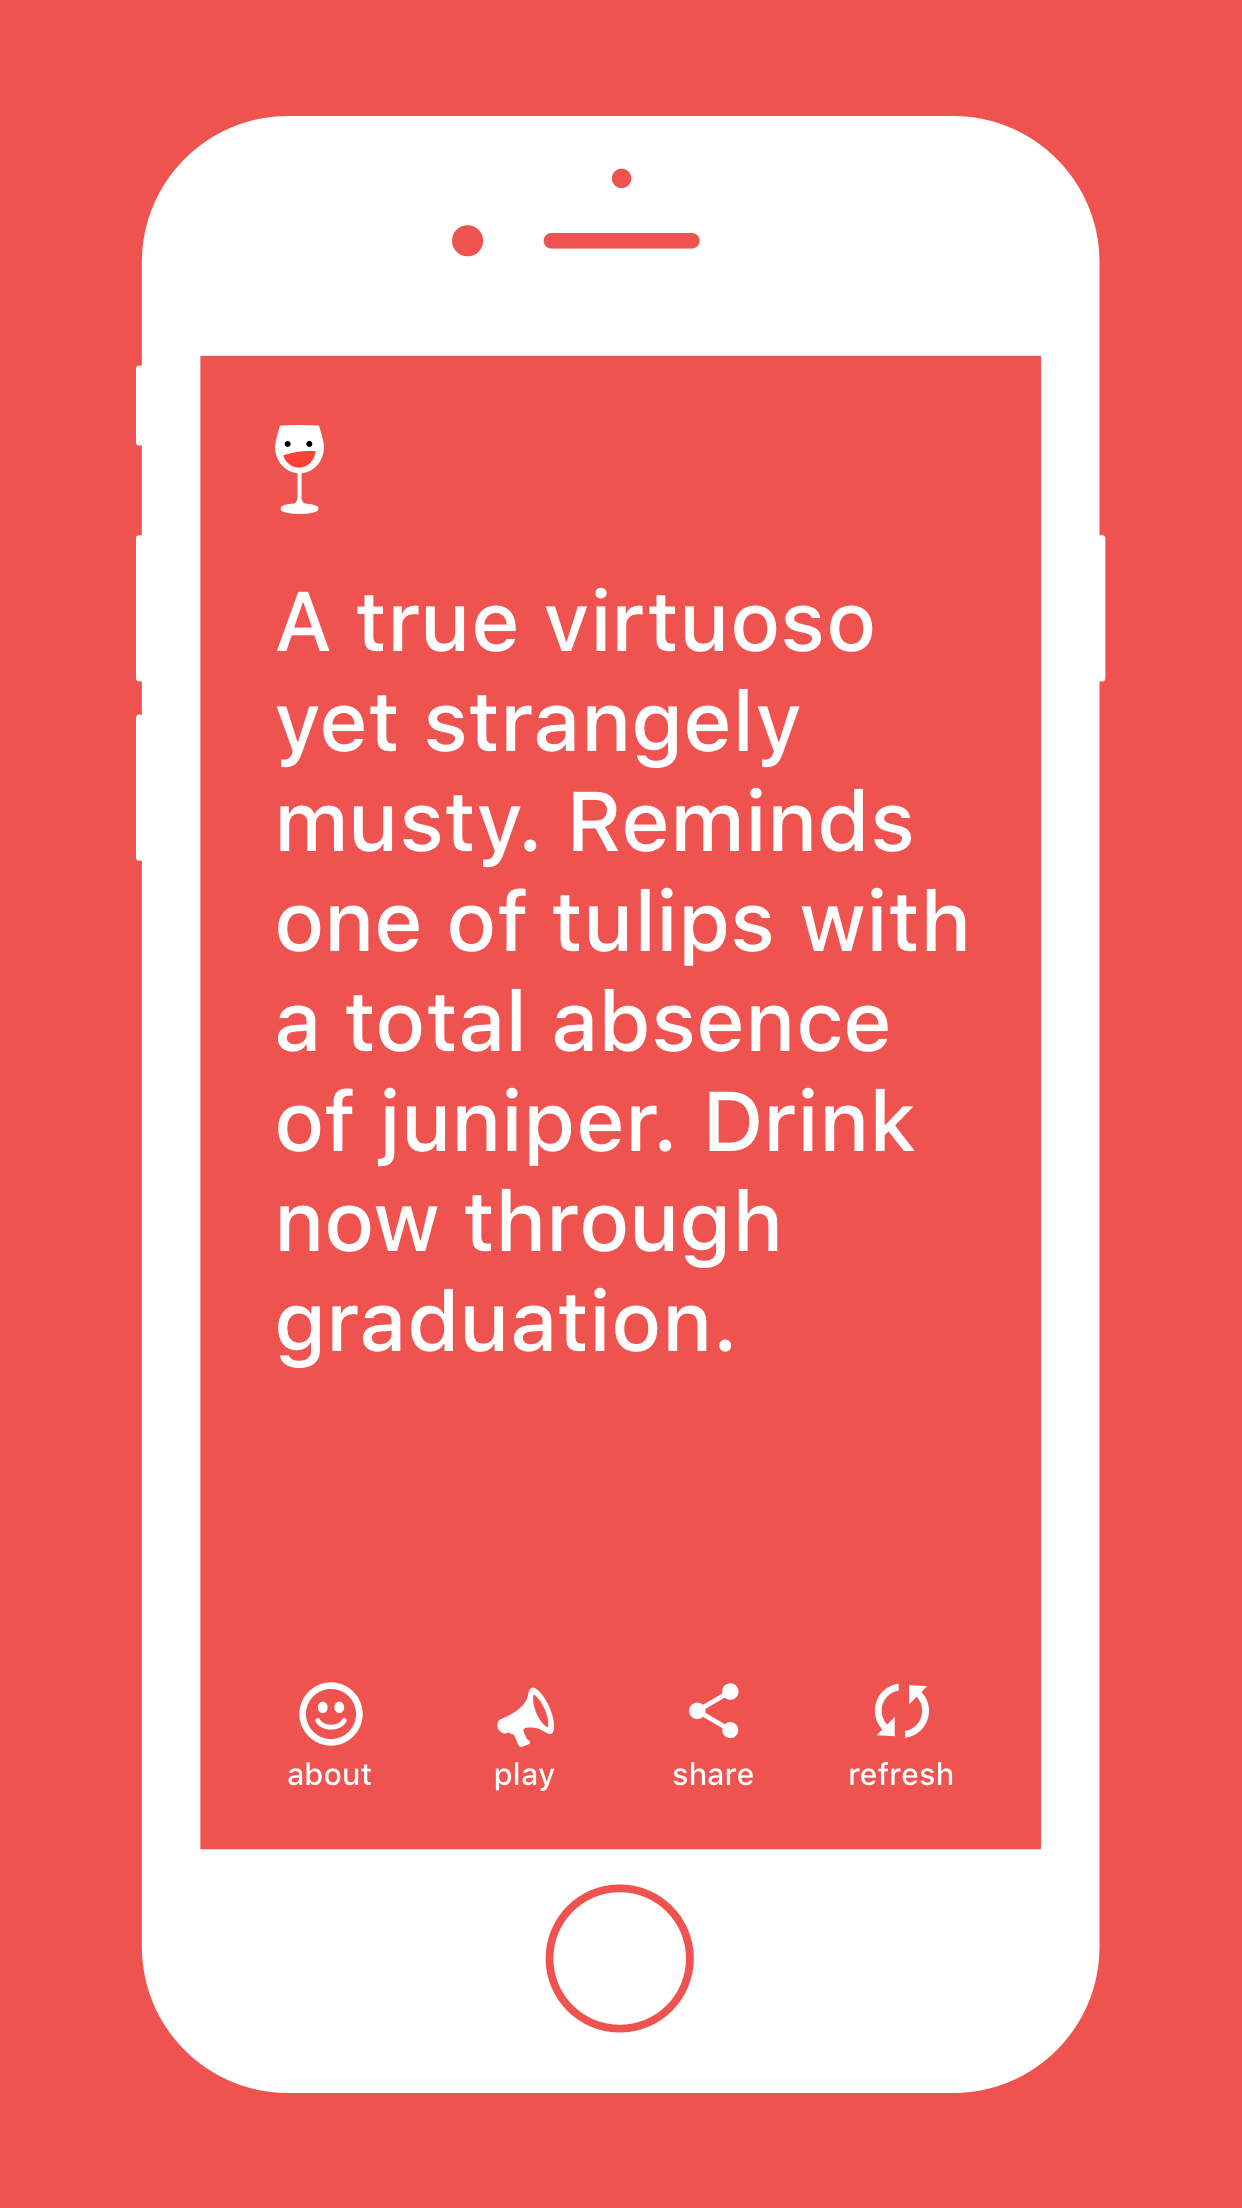 A true virtuoso
yet strangely
musty. Reminds
one of tulips with
a total absence
of juniper. Drink
now through
graduation.
about
play
share
refresh